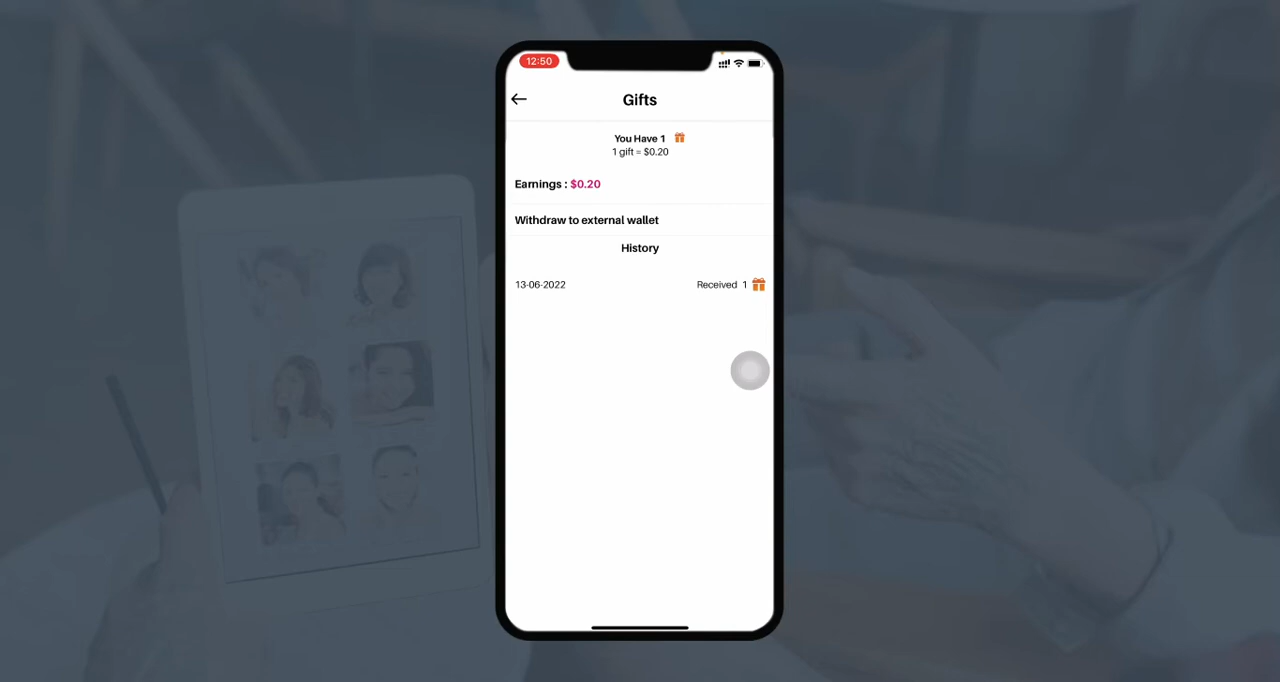 12:50
Gifts
You Have 1
1 gift = $0.20
Earnings : $0.20
Withdraw to external wallet
History
13-06-2022 Received 1